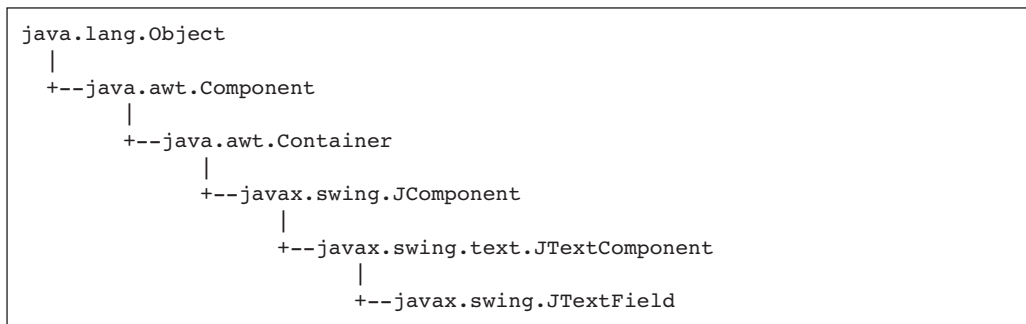 java.lang.Object
|
+--java.awt.Component
|
+--java.awt.Container
|
+--javax.swing.JComponent
|
+--javax.swing.text.JTextComponent
|
+--javax.swing.JTextField